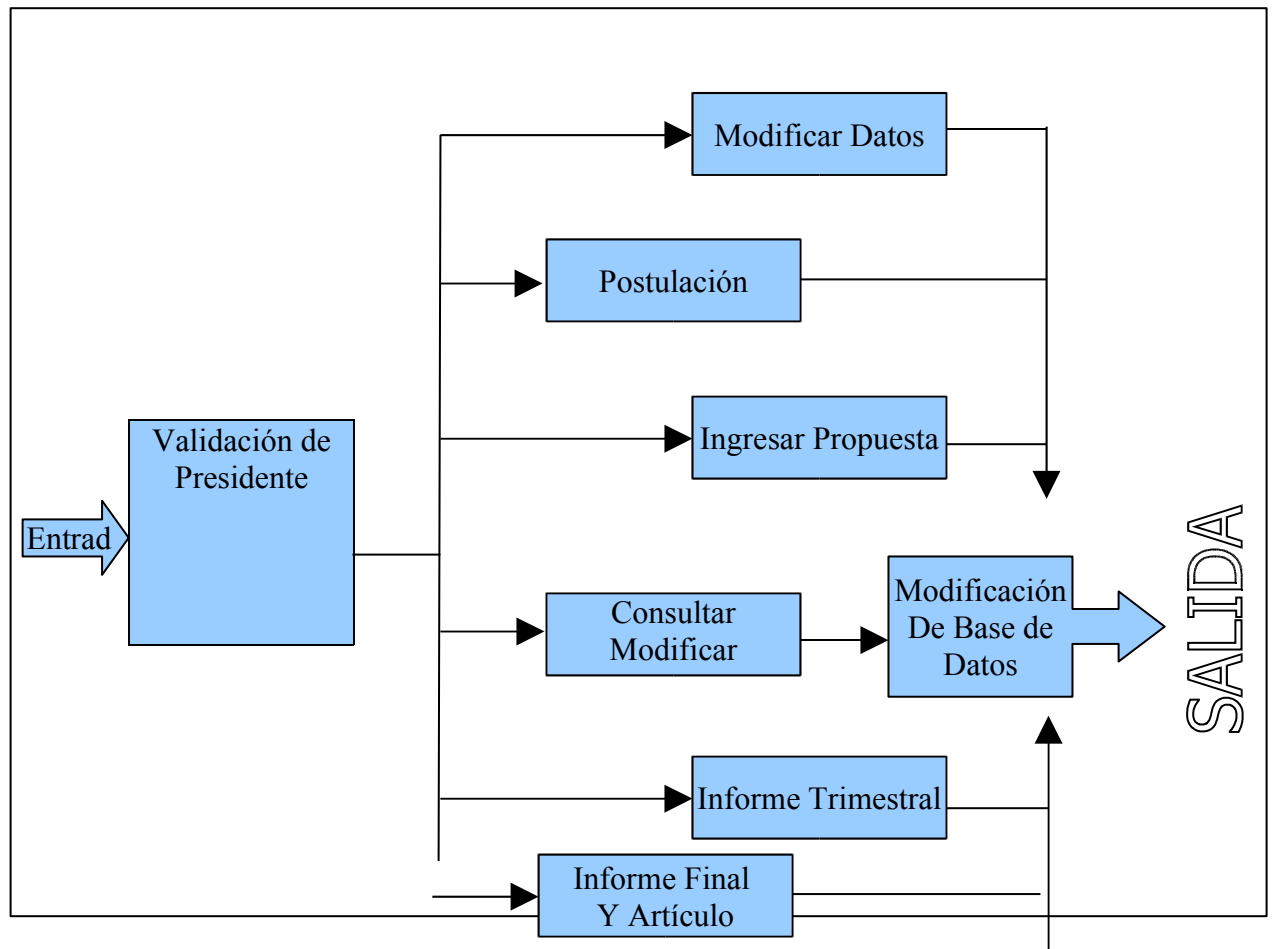 Modificar Datos
Postulación
Validación de
Presidente
Ingresar Propuesta
Entrad
Consultar
Modificar
Modificación
De Base de
Datos
SALIDA
Informe Trimestral
Informe Final
Y Artículo